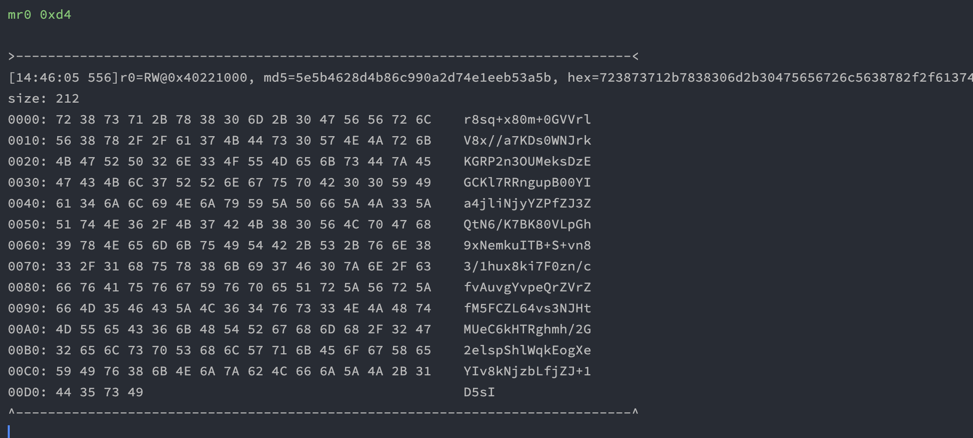 mr0 0xd4
>-----------------------------------------------------------------------------<
[14:46:05 556]r0=RW@0x40221000, md5=5e5b4628d4b86c990a2d74e1eeb53a5b, hex=723873712b7838306d2b30475656726c5638782f2f61374
size: 212
0000: 72 38 73 71 2B 78 38 30 6D 2B 30 47 56 56 72 6C    r8sq+x80m+0GVVrl
0010: 56 38 78 2F 2F 61 37 4B 44 73 30 57 4E 4A 72 6B    V8x//a7KDs0WNJrk
0020: 4B 47 52 50 32 6E 33 4F 55 4D 65 6B 73 44 7A 45    KGRP2n3OUMeksDzE
0030: 47 43 4B 6C 37 52 52 6E 67 75 70 42 30 30 59 49    GCKl7RRngupB00YI
0040: 61 34 6A 6C 69 4E 6A 79 59 5A 50 66 5A 4A 33 5A    a4jliNjyYZPfZJ3Z
0050: 51 74 4E 36 2F 4B 37 42 4B 38 30 56 4C 70 47 68    QtN6/K7BK80VLpGh
0060: 39 78 4E 65 6D 6B 75 49 54 42 2B 53 2B 76 6E 38    9xNemkuITB+S+vn8
0070: 33 2F 31 68 75 78 38 6B 69 37 46 30 7A 6E 2F 63    3/1hux8ki7F0zn/c
0080: 66 76 41 75 76 67 59 76 70 65 51 72 5A 56 72 5A    fvAuvgYvpeQrZVrZ
0090: 66 4D 35 46 43 5A 4C 36 34 76 73 33 4E 4A 48 74    fM5FCZL64vs3NJHt
00A0: 4D 55 65 43 36 6B 48 54 52 67 68 6D 68 2F 32 47    MUeC6kHTRghmh/2G
00B0: 32 65 6C 73 70 53 68 6C 57 71 6B 45 6F 67 58 65    2elspShlWqkEogXe
00C0: 59 49 76 38 6B 4E 6A 7A 62 4C 66 6A 5A 4A 2B 31    YIv8kNjzbLfjZJ+1
00D0: 44 35 73 49                                        D5sI
^-----------------------------------------------------------------------------^